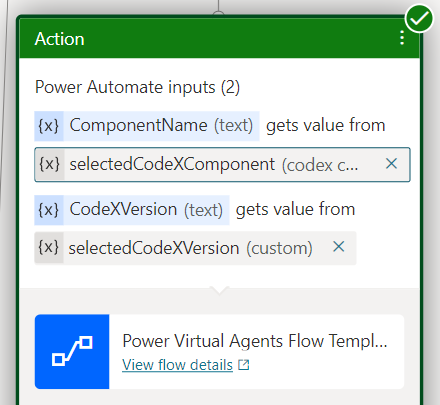 Action
Power Automate inputs (2)
{x} ComponentName (text) gets value from
{x} selectedCodeXComponent (codex c...
{x} CodeXVersion (text) gets value from
{x} selectedCodeXVersion (custom)
Power Virtual Agents Flow Templ...
View flow details